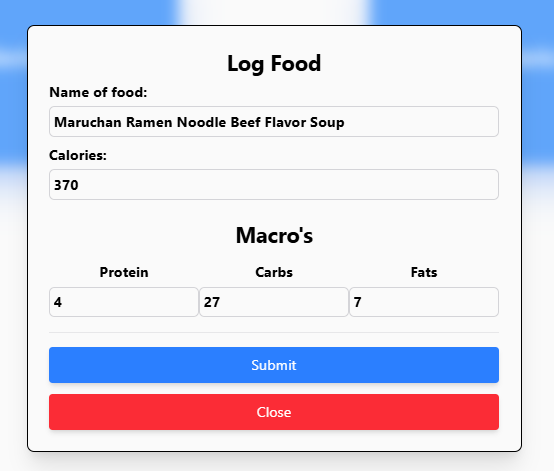 Log Food
Name of food:
Maruchan Ramen Noodle Beef Flavor Soup
Calories:
370
Macro's
Protein Carbs Fats
4 27 7
Submit
Close